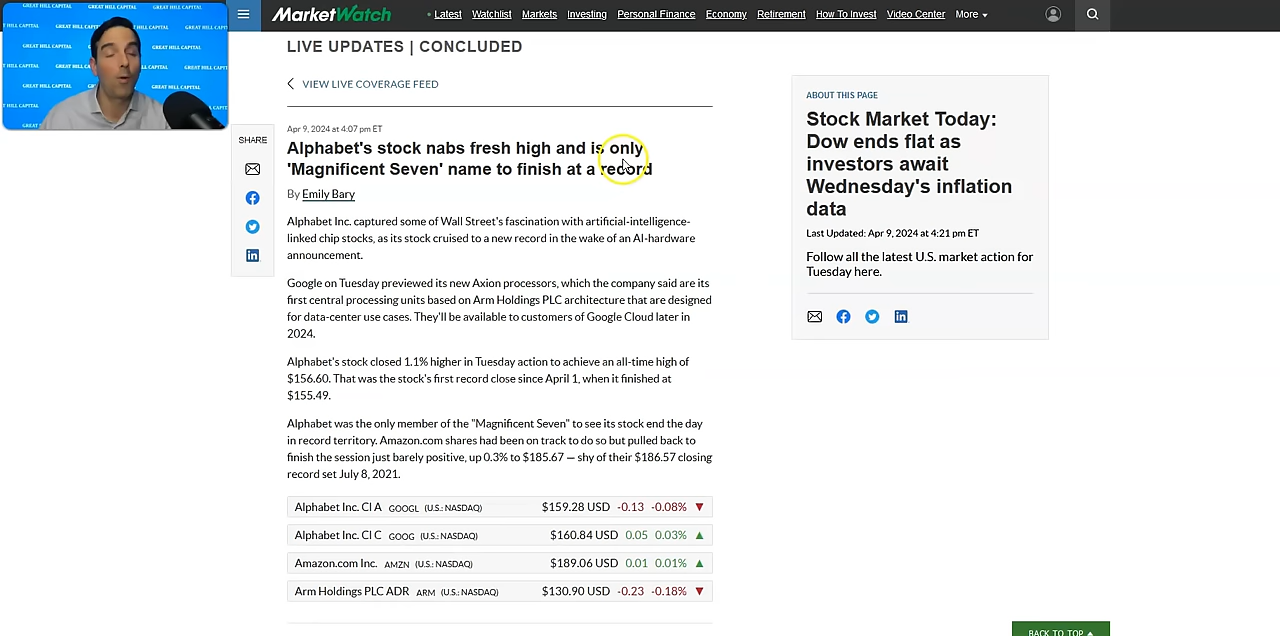 MarketWatch
Latest Watchlist Markets Investing Personal Finance Economy Retirement How To Invest Video Center More
GREAT HILL CAPITAL
LIVE UPDATES | CONCLUDED
VIEW LIVE COVERAGE FEED
SHARE
Apr 9, 2024 at 4:07 pm ET
Alphabet's stock nabs fresh high and is only
'Magnificent Seven' name to finish at a record
By Emily Bary
Alphabet Inc. captured some of Wall Street's fascination with artificial-intelligence-
linked chip stocks, as its stock cruised to a new record in the wake of an AI-hardware
announcement.
Google on Tuesday previewed its new Axion processors, which the company said are its
first central processing units based on Arm Holdings PLC architecture that are designed
for data-center use cases. They'll be available to customers of Google Cloud later in
2024.
Alphabet's stock closed 1.1% higher in Tuesday action to achieve an all-time high of
$156.60. That was the stock's first record close since April 1, when it finished at
$155.49.
Alphabet was the only member of the "Magnificent Seven" to see its stock end the day
in record territory. Amazon.com shares had been on track to do so but pulled back to
finish the session just barely positive, up 0.3% to $185.67 — shy of their $186.57 closing
record set July 8, 2021.
Alphabet Inc. Cl A GOOGL (U.S.: NASDAQ) $159.28 USD -0.13 -0.08%
Alphabet Inc. Cl C GOOG (U.S.: NASDAQ) $160.84 USD 0.05 0.03%
Amazon.com Inc. AMZN (U.S.: NASDAQ) $189.06 USD 0.01 0.01%
Arm Holdings PLC ADR ARM (U.S.: NASDAQ) $130.90 USD -0.23 -0.18%
ABOUT THIS PAGE
Stock Market Today:
Dow ends flat as
investors await
Wednesday's inflation
data
Last Updated: Apr 9, 2024 at 4:21 pm ET
Follow all the latest U.S. market action for
Tuesday here.
BACK TO TOP